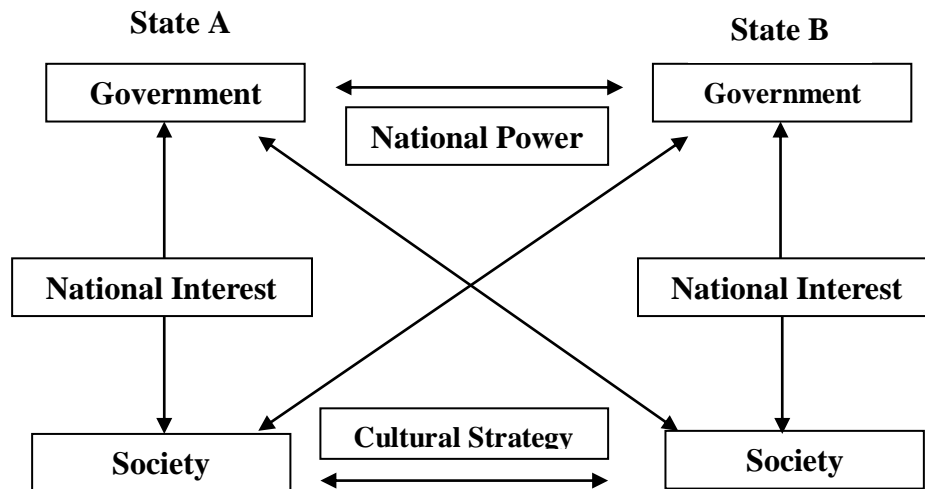 State A
State B
Government
Government
National Power
National Interest
National Interest
Cultural Strategy
Society
Society